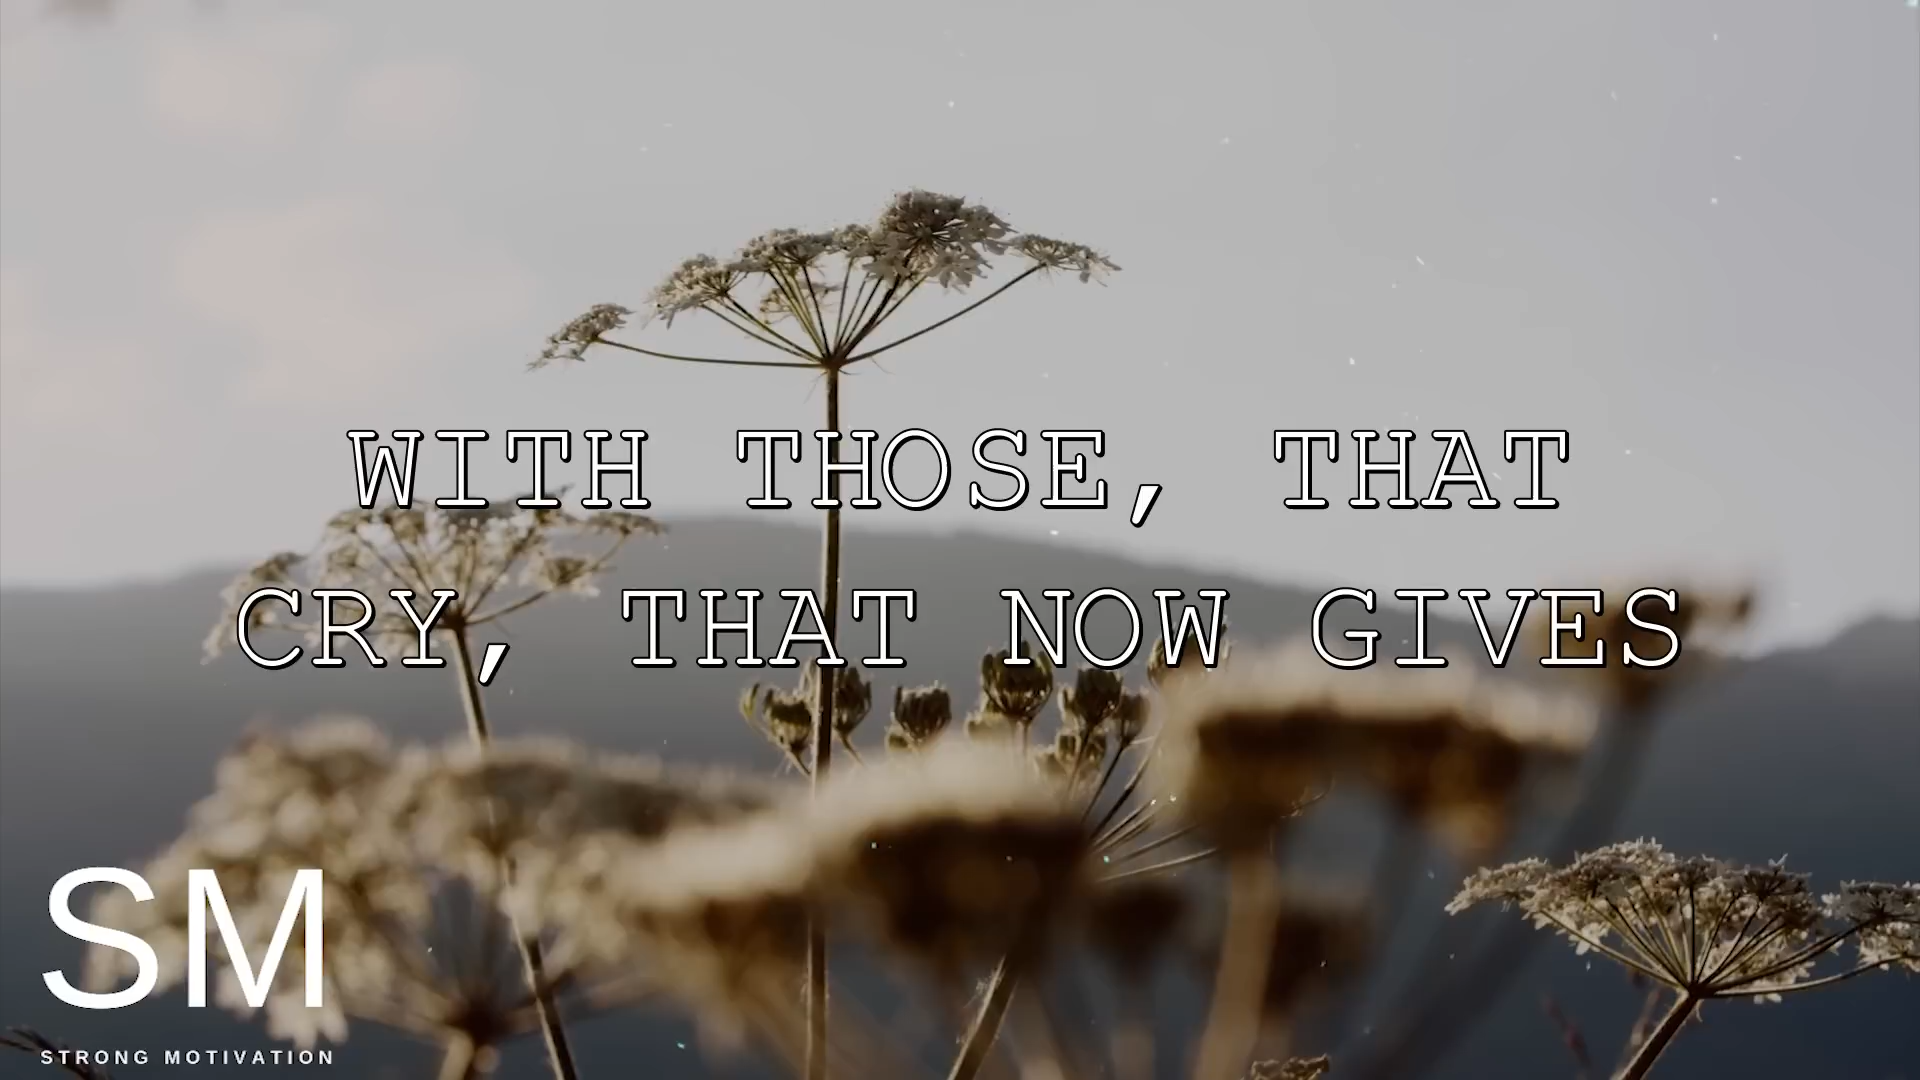 WITH THOSE, THAT
CRY, THAT NOW GIVES
SM
STRONG MOTIVATION